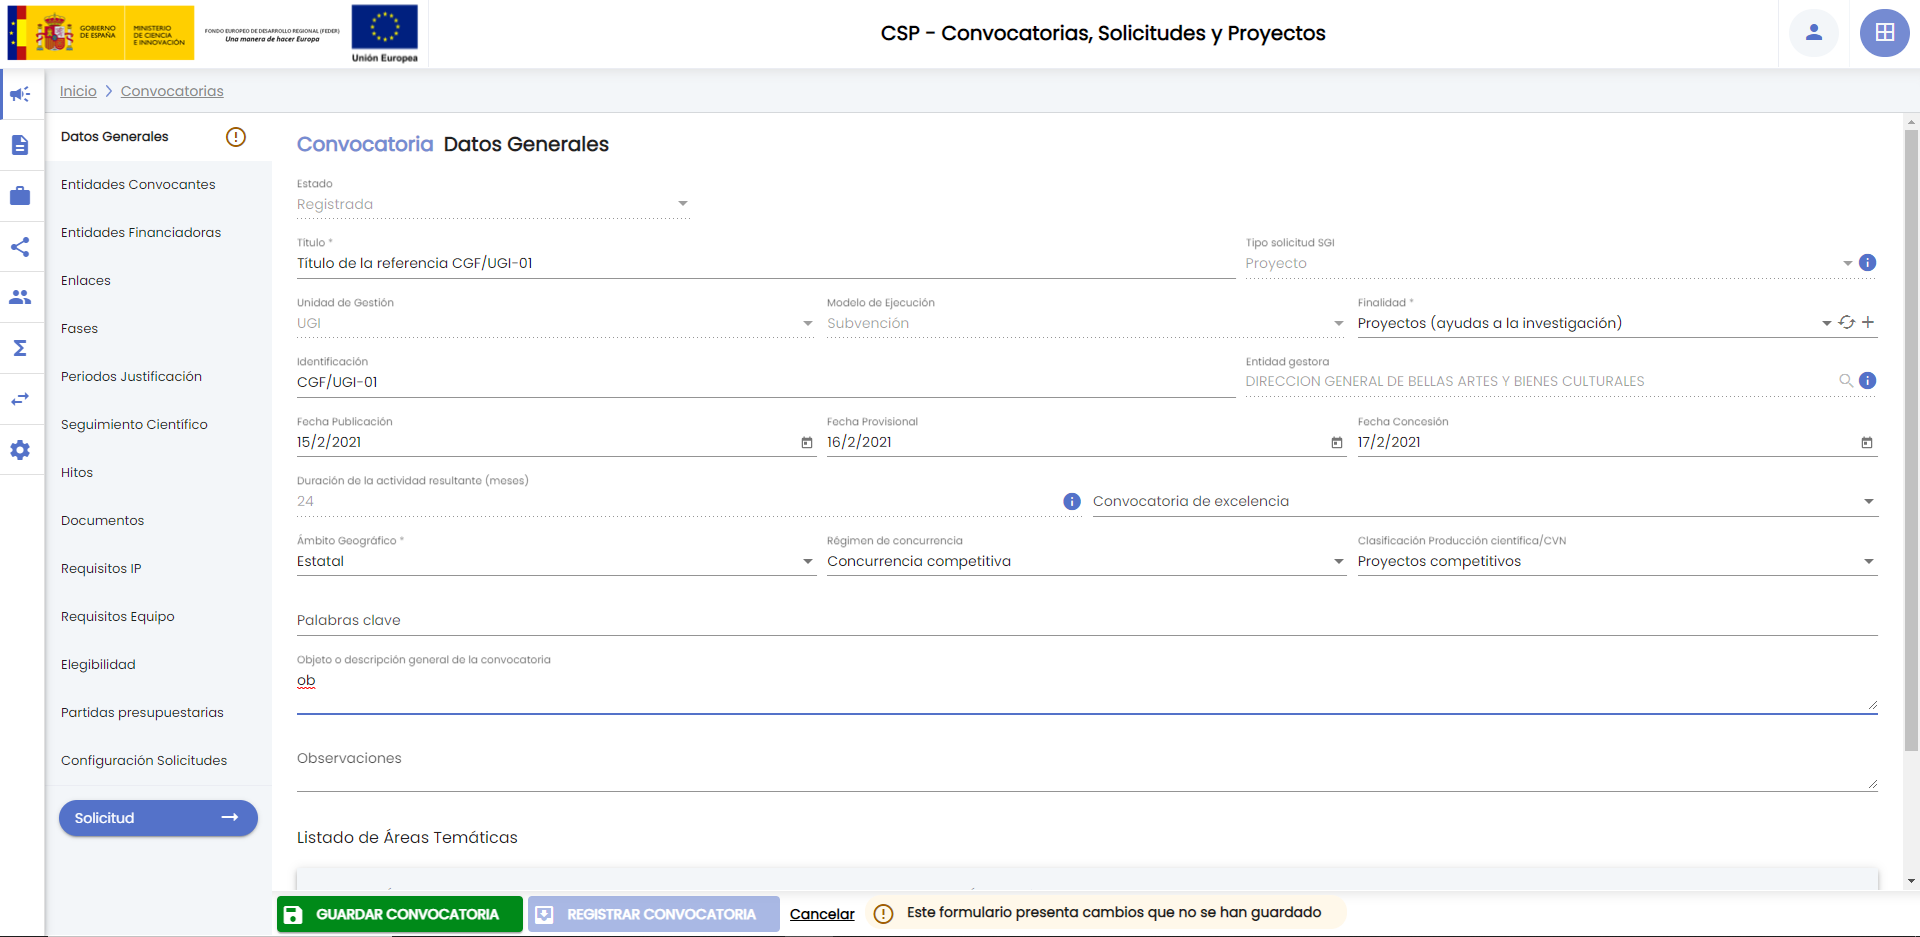 GOBIERNO
DE ESPAÑA
MINISTERIO
DE CIENCIA
E INNOVACIÓN
FONDO EUROPEO DE DESARROLLO REGIONAL (FEDER)
Una manera de hacer Europa
Unión Europea
CSP - Convocatorias, Solicitudes y Proyectos
Inicio > Convocatorias
Datos Generales
Entidades Convocantes
Entidades Financiadoras
Enlaces
Fases
Periodos Justificación
Seguimiento Científico
Hitos
Documentos
Requisitos IP
Requisitos Equipo
Elegibilidad
Partidas presupuestarias
Configuración Solicitudes
Solicitud
Convocatoria Datos Generales
Estado
Registrada
Título *
Título de la referencia CGF/UGI-01
Tipo solicitud SGI
Proyecto
Unidad de Gestión
UGI
Modelo de Ejecución
Subvención
Finalidad *
Proyectos (ayudas a la investigación)
Identificación
CGF/UGI-01
Entidad gestora
DIRECCION GENERAL DE BELLAS ARTES Y BIENES CULTURALES
Fecha Publicación
15/2/2021
Fecha Provisional
16/2/2021
Fecha Concesión
17/2/2021
Duración de la actividad resultante (meses)
24
Convocatoria de excelencia
Ámbito Geográfico *
Estatal
Régimen de concurrencia
Concurrencia competitiva
Clasificación Producción científica/CVN
Proyectos competitivos
Palabras clave
Objeto o descripción general de la convocatoria
ob
Observaciones
Listado de Áreas Temáticas
GUARDAR CONVOCATORIA
REGISTRAR CONVOCATORIA
Cancelar
Este formulario presenta cambios que no se han guardado